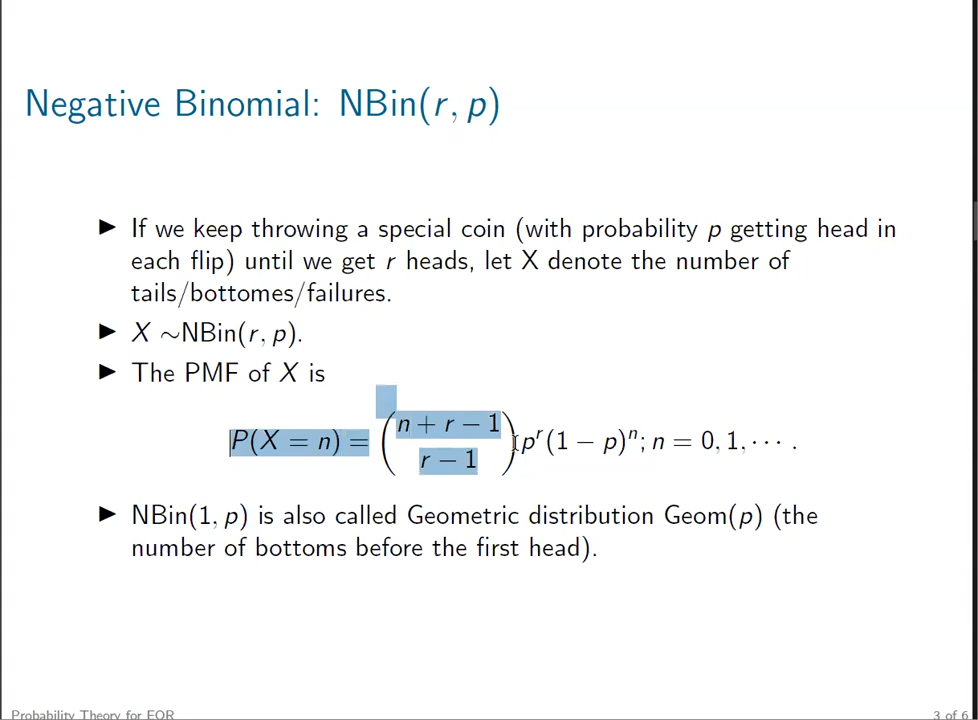 Negative Binomial: NBin(r, p)
▶ If we keep throwing a special coin (with probability p getting head in
each flip) until we get r heads, let X denote the number of
tails/bottomes/failures.
▶ X ∼NBin(r, p).
▶ The PMF of X is
P(X = n) = (n + r − 1 / r − 1) p^r(1 − p)^n; n = 0, 1, ⋯ .
▶ NBin(1, p) is also called Geometric distribution Geom(p) (the
number of bottoms before the first head).
Probability Theory for EOR 3 of 6